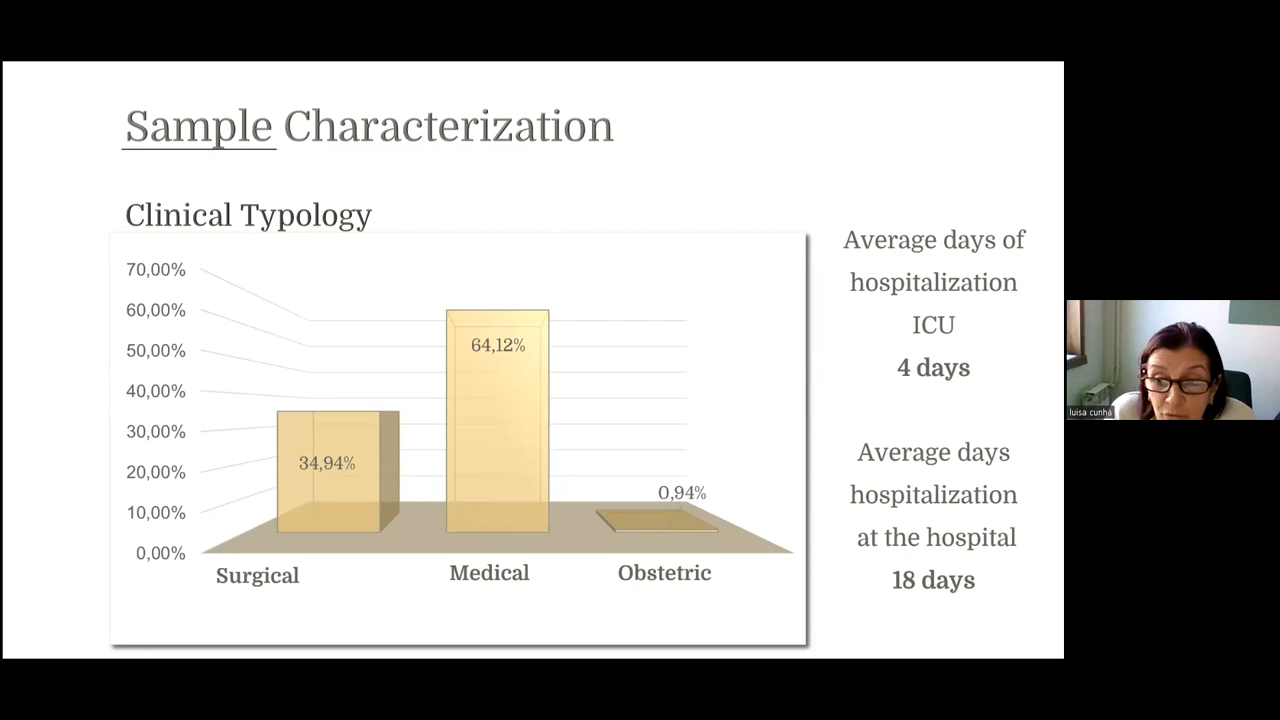 Sample Characterization
Clinical Typology
70,00%
60,00%
50,00%
40,00%
30,00%
20,00%
10,00%
0,00%
34,94%
64,12%
0,94%
Surgical
Medical
Obstetric
Average days of
hospitalization
ICU
4 days
Average days
hospitalization
at the hospital
18 days
luisa cunha